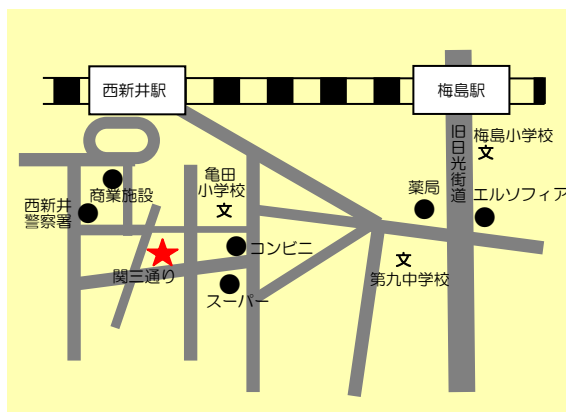 西新井駅
梅島駅
旧日光街道
梅島小学校
文
亀田
小学校
文
薬局
エルソフィア
商業施設
西新井
警察署
コンビニ
文
第九中学校
関三通り
スーパー